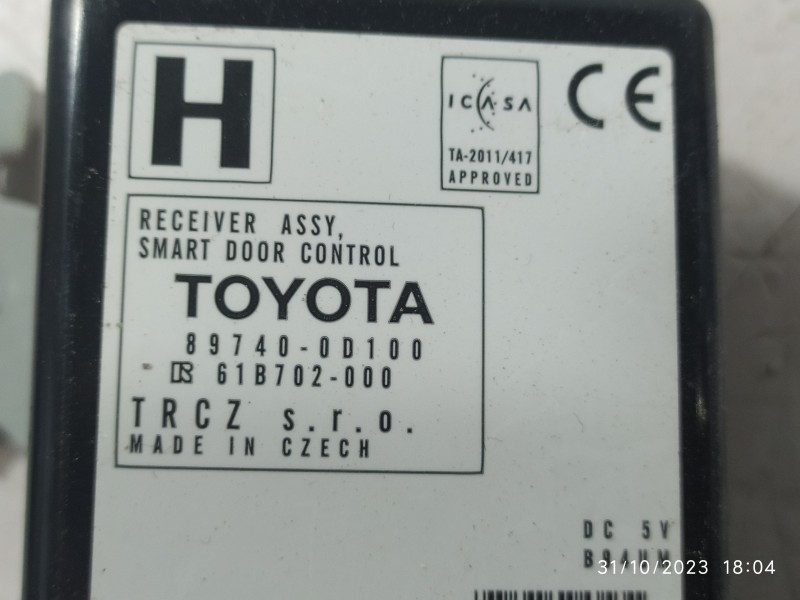 H
ICASA
TA-2011/417
APPROVED
CE
RECEIVER ASSY,
SMART DOOR CONTROL
TOYOTA
89740-0D100
61B702-000
TRCZ s.r.o.
MADE IN CZECH
DC 5V
B94UM
31/10/2023 18:04